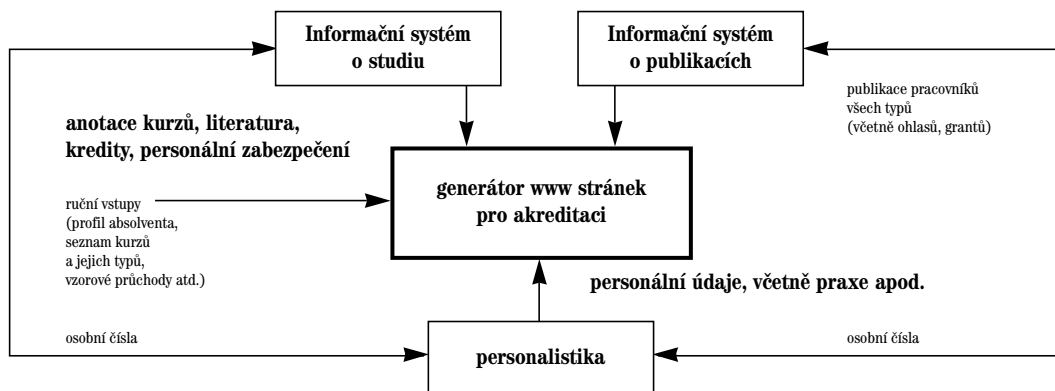 Informační systém
o studiu
Informační systém
o publikacích
publikace pracovníků
všech typů
(včetně ohlasů, grantů)
anotace kurzů, literatura,
kredity, personální zabezpečení
generátor www stránek
pro akreditaci
ruční vstupy
(profil absolventa,
seznam kurzů
a jejich typů,
vzorové průchody atd.)
personální údaje, včetně praxe apod.
osobní čísla
personalistika
osobní čísla